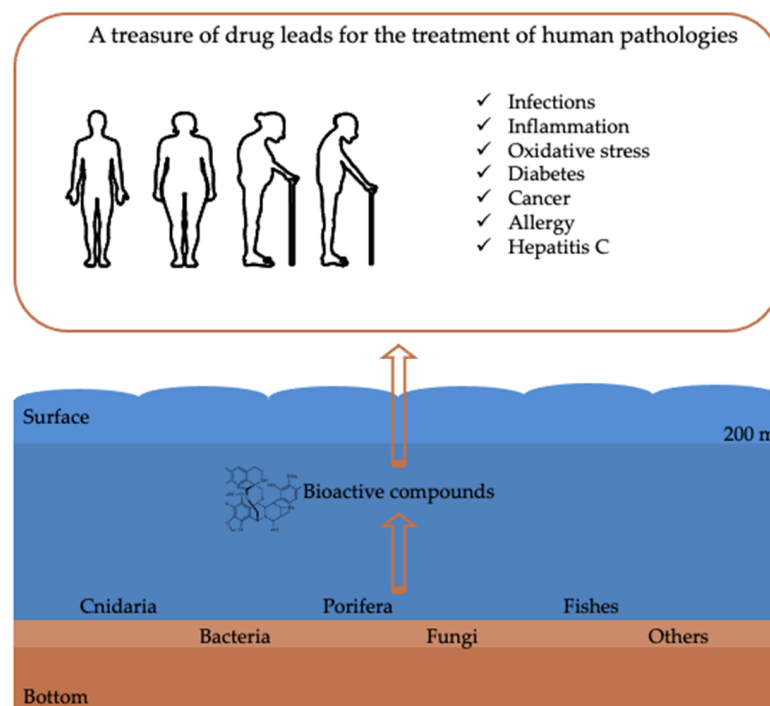 A treasure of drug leads for the treatment of human pathologies
✓ Infections
✓ Inflammation
✓ Oxidative stress
✓ Diabetes
✓ Cancer
✓ Allergy
✓ Hepatitis C
Surface
200 m
Bioactive compounds
Cnidaria Porifera Fishes
Bacteria Fungi Others
Bottom